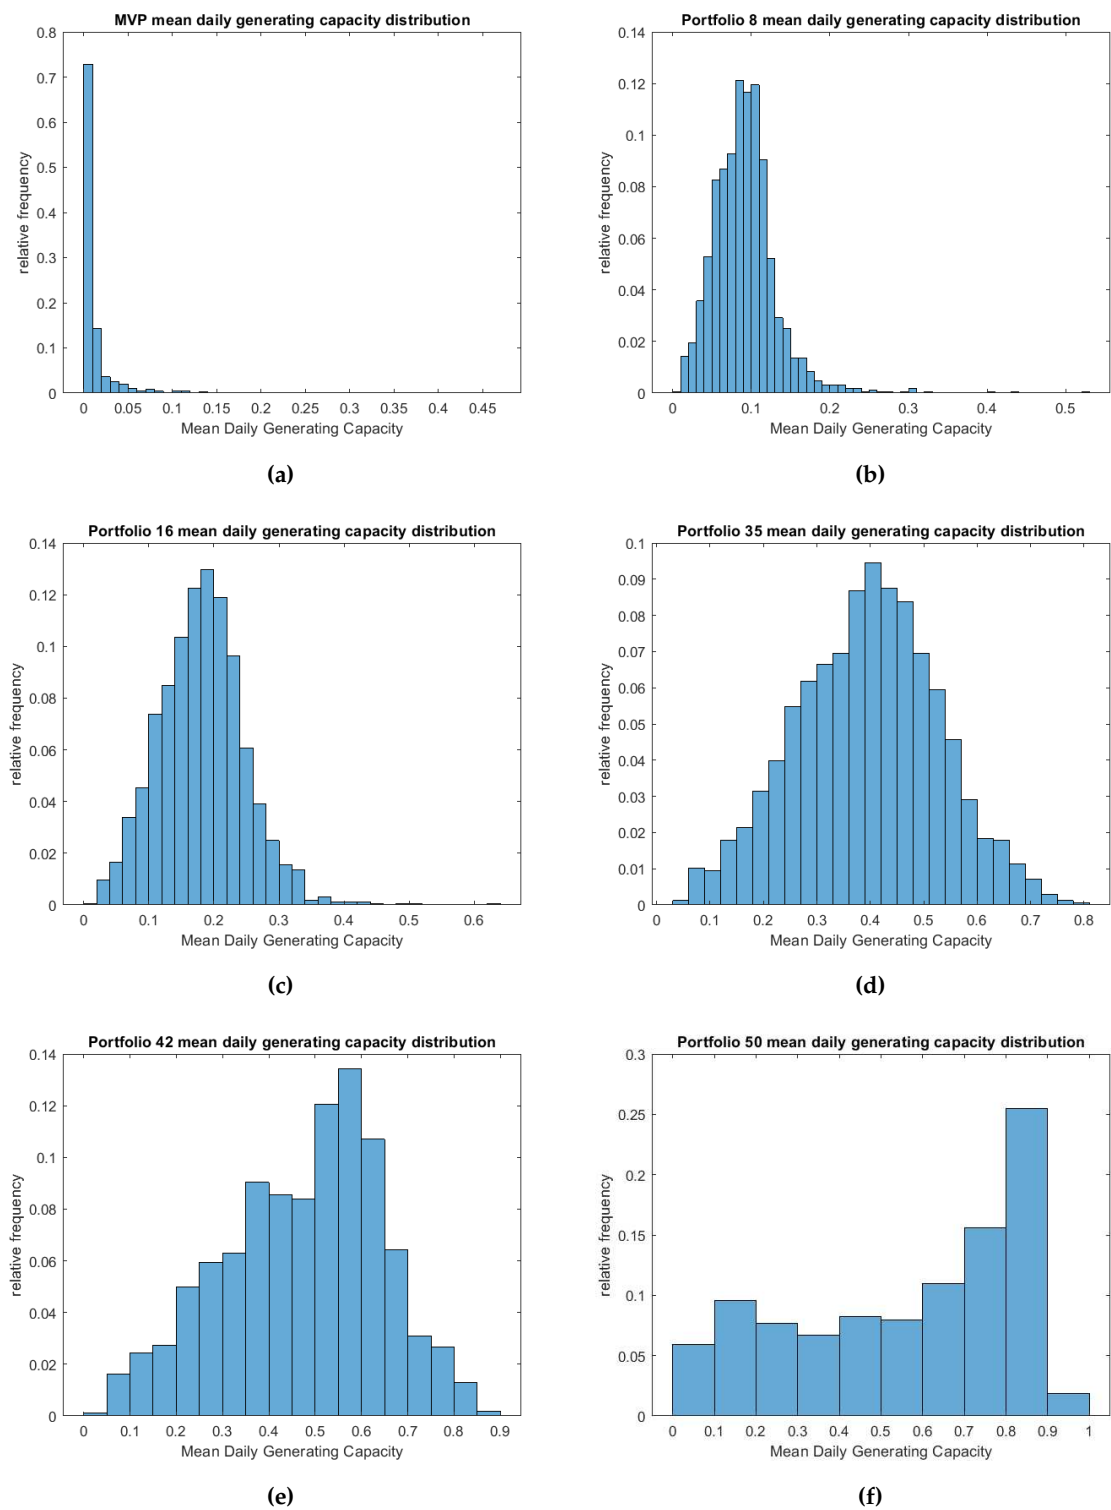 MVP mean daily generating capacity distribution
0.8
0.7
0.6
0.5
0.4
0.3
0.2
0.1
0
relative frequency
0 0.05 0.1 0.15 0.2 0.25 0.3 0.35 0.4 0.45
Mean Daily Generating Capacity
(a)
Portfolio 8 mean daily generating capacity distribution
0.14
0.12
0.1
0.08
0.06
0.04
0.02
0
relative frequency
0 0.1 0.2 0.3 0.4 0.5
Mean Daily Generating Capacity
(b)
Portfolio 16 mean daily generating capacity distribution
0.14
0.12
0.1
0.08
0.06
0.04
0.02
0
relative frequency
0 0.1 0.2 0.3 0.4 0.5 0.6
Mean Daily Generating Capacity
(c)
Portfolio 35 mean daily generating capacity distribution
0.1
0.09
0.08
0.07
0.06
0.05
0.04
0.03
0.02
0.01
0
relative frequency
0 0.1 0.2 0.3 0.4 0.5 0.6 0.7 0.8
Mean Daily Generating Capacity
(d)
Portfolio 42 mean daily generating capacity distribution
0.14
0.12
0.1
0.08
0.06
0.04
0.02
0
relative frequency
0 0.1 0.2 0.3 0.4 0.5 0.6 0.7 0.8 0.9
Mean Daily Generating Capacity
(e)
Portfolio 50 mean daily generating capacity distribution
0.3
0.25
0.2
0.15
0.1
0.05
0
relative frequency
0 0.1 0.2 0.3 0.4 0.5 0.6 0.7 0.8 0.9 1
Mean Daily Generating Capacity
(f)